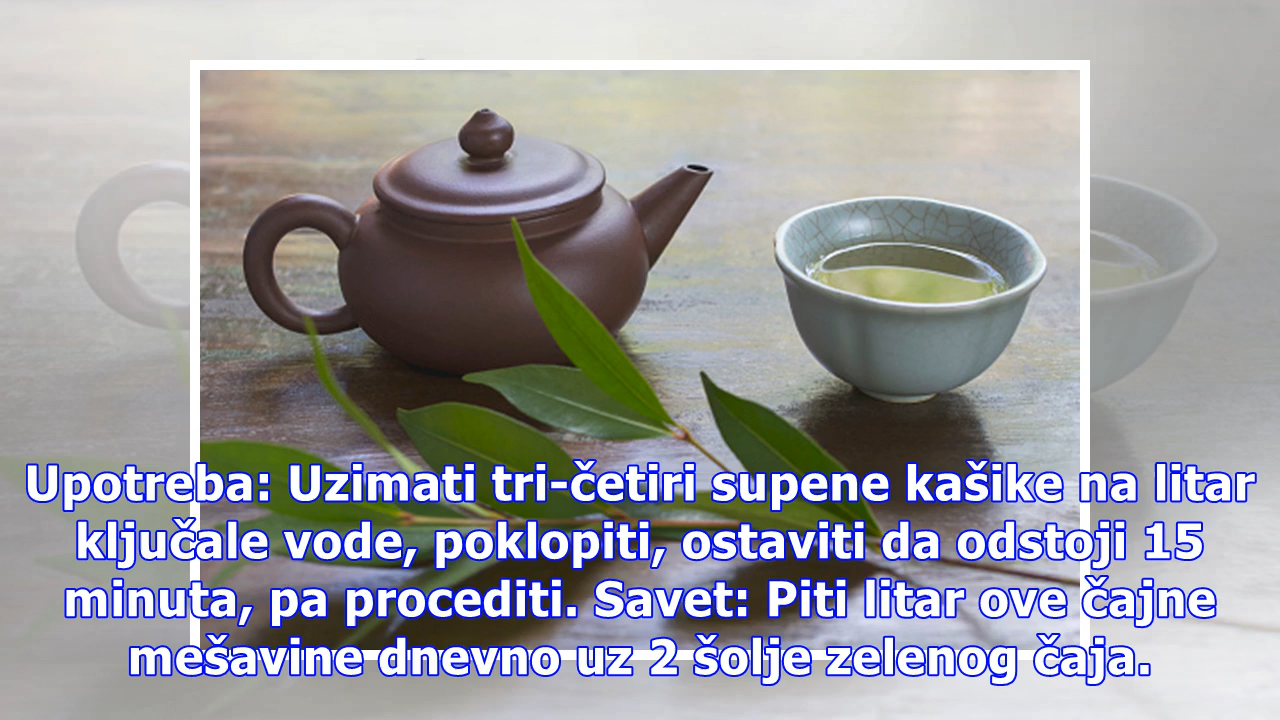 Upotreba: Uzimati tri-četiri supene kašike na litar
ključale vode, poklopiti, ostaviti da odstoji 15
minuta, pa procediti. Savet: Piti litar ove čajne
mešavine dnevno uz 2 šolje zelenog čaja.